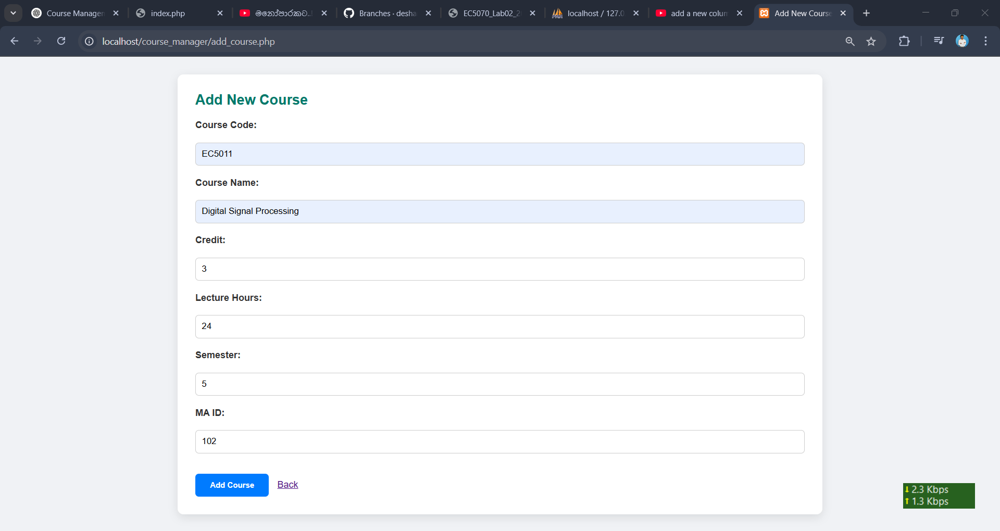 Course Managen
index.php
මනෝපාරකට..!
Branches · desha
EC5070_Lab02_2
localhost / 127.0
add a new colum
Add New Course
localhost/course_manager/add_course.php
Add New Course
Course Code:
EC5011
Course Name:
Digital Signal Processing
Credit:
3
Lecture Hours:
24
Semester:
5
MA ID:
102
Add Course Back
2.3 Kbps
1.3 Kbps